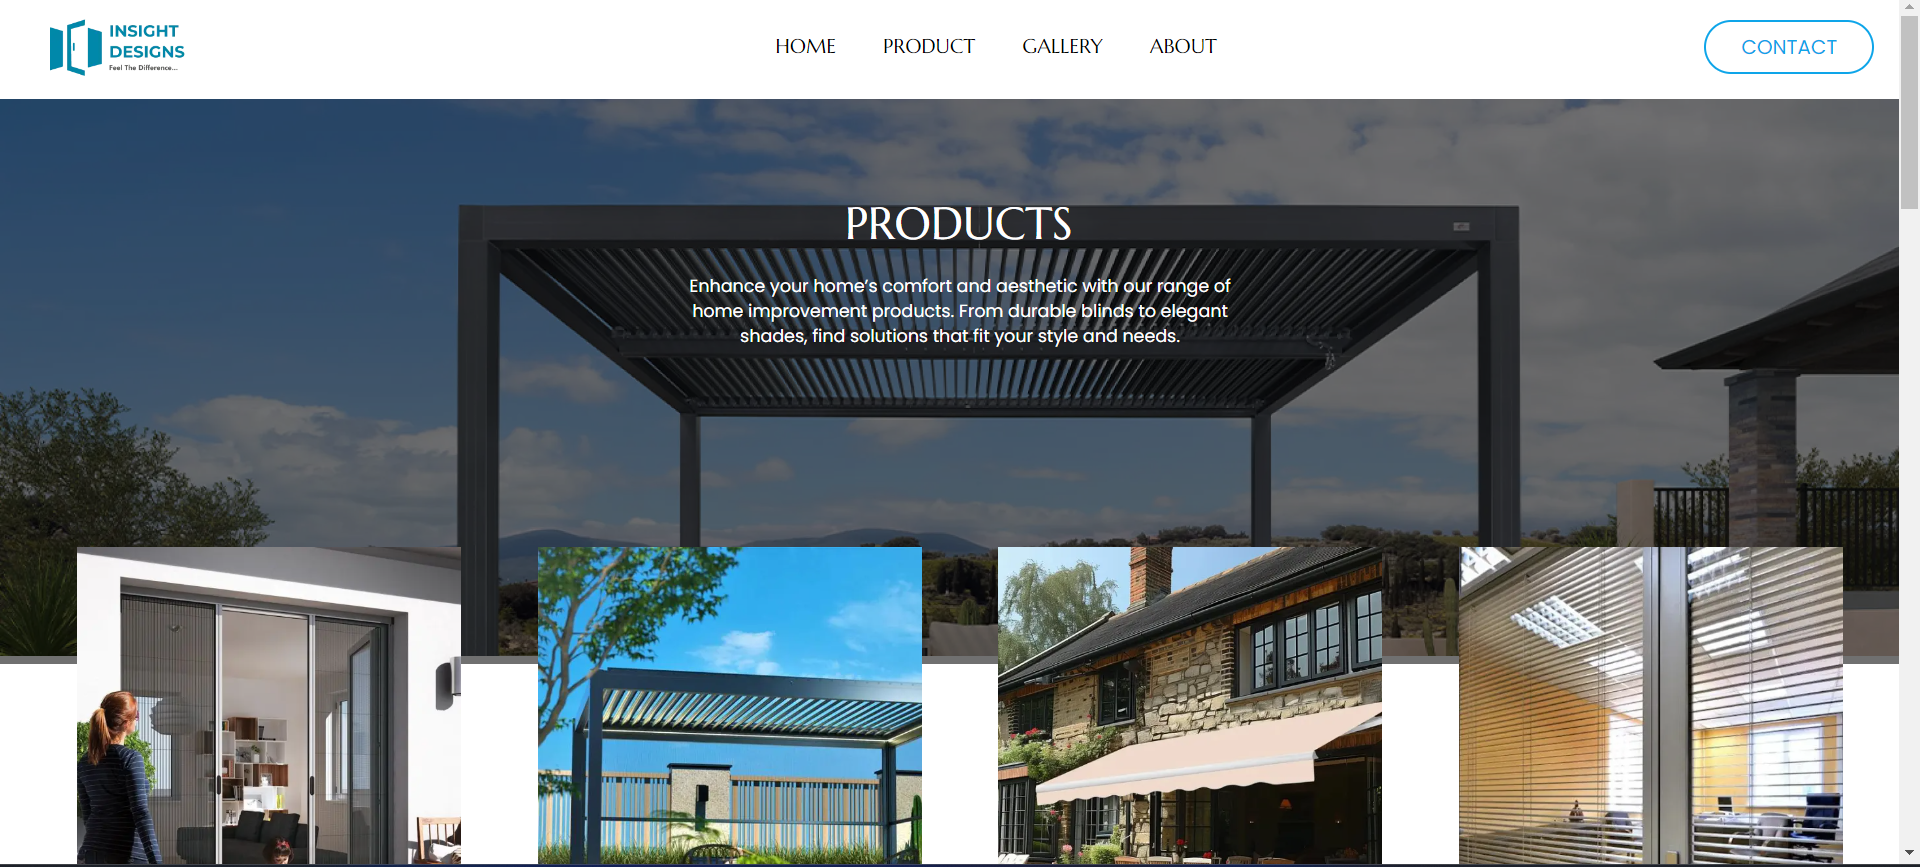 INSIGHT
DESIGNS
Feel The Difference...
HOME
PRODUCT
GALLERY
ABOUT
CONTACT
PRODUCTS
Enhance your home’s comfort and aesthetic with our range of
home improvement products. From durable blinds to elegant
shades, find solutions that fit your style and needs.